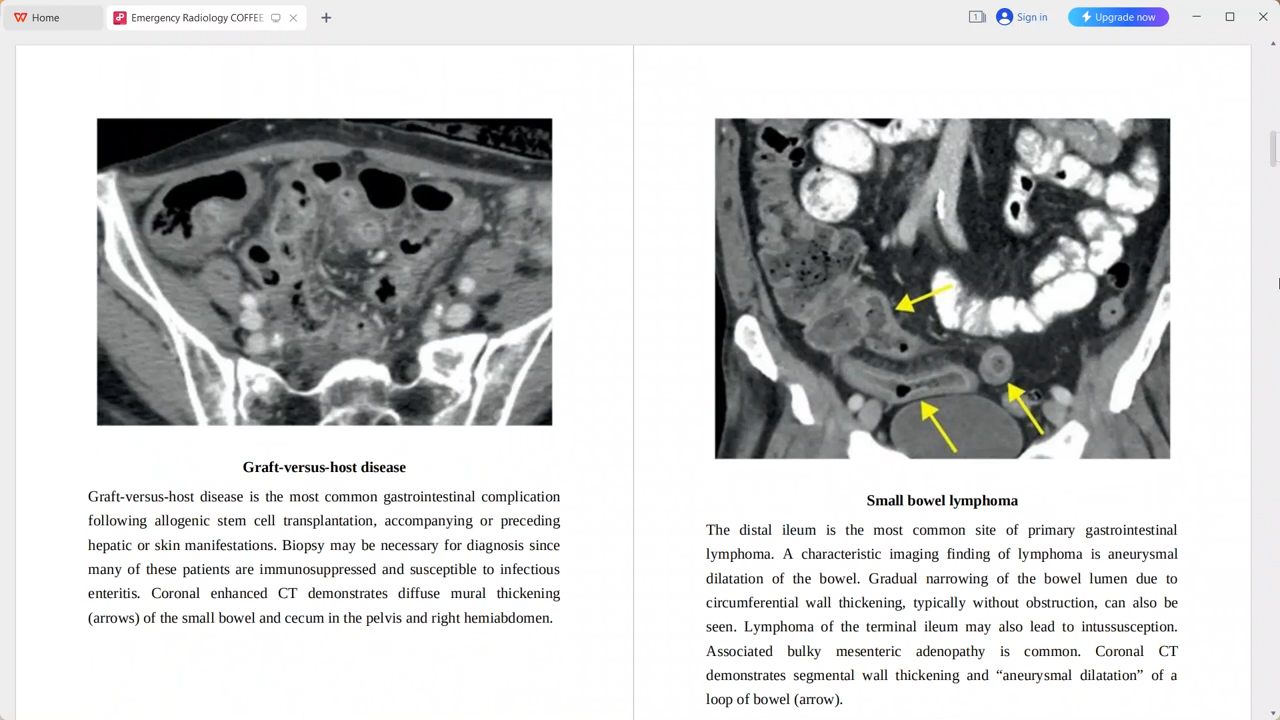 Home
Emergency Radiology COFFEE
1
Sign in
Upgrade now
Graft-versus-host disease
Graft-versus-host disease is the most common gastrointestinal complication
following allogenic stem cell transplantation, accompanying or preceding
hepatic or skin manifestations. Biopsy may be necessary for diagnosis since
many of these patients are immunosuppressed and susceptible to infectious
enteritis. Coronal enhanced CT demonstrates diffuse mural thickening
(arrows) of the small bowel and cecum in the pelvis and right hemiabdomen.
Small bowel lymphoma
The distal ileum is the most common site of primary gastrointestinal
lymphoma. A characteristic imaging finding of lymphoma is aneurysmal
dilatation of the bowel. Gradual narrowing of the bowel lumen due to
circumferential wall thickening, typically without obstruction, can also be
seen. Lymphoma of the terminal ileum may also lead to intussusception.
Associated bulky mesenteric adenopathy is common. Coronal CT
demonstrates segmental wall thickening and “aneurysmal dilatation” of a
loop of bowel (arrow).